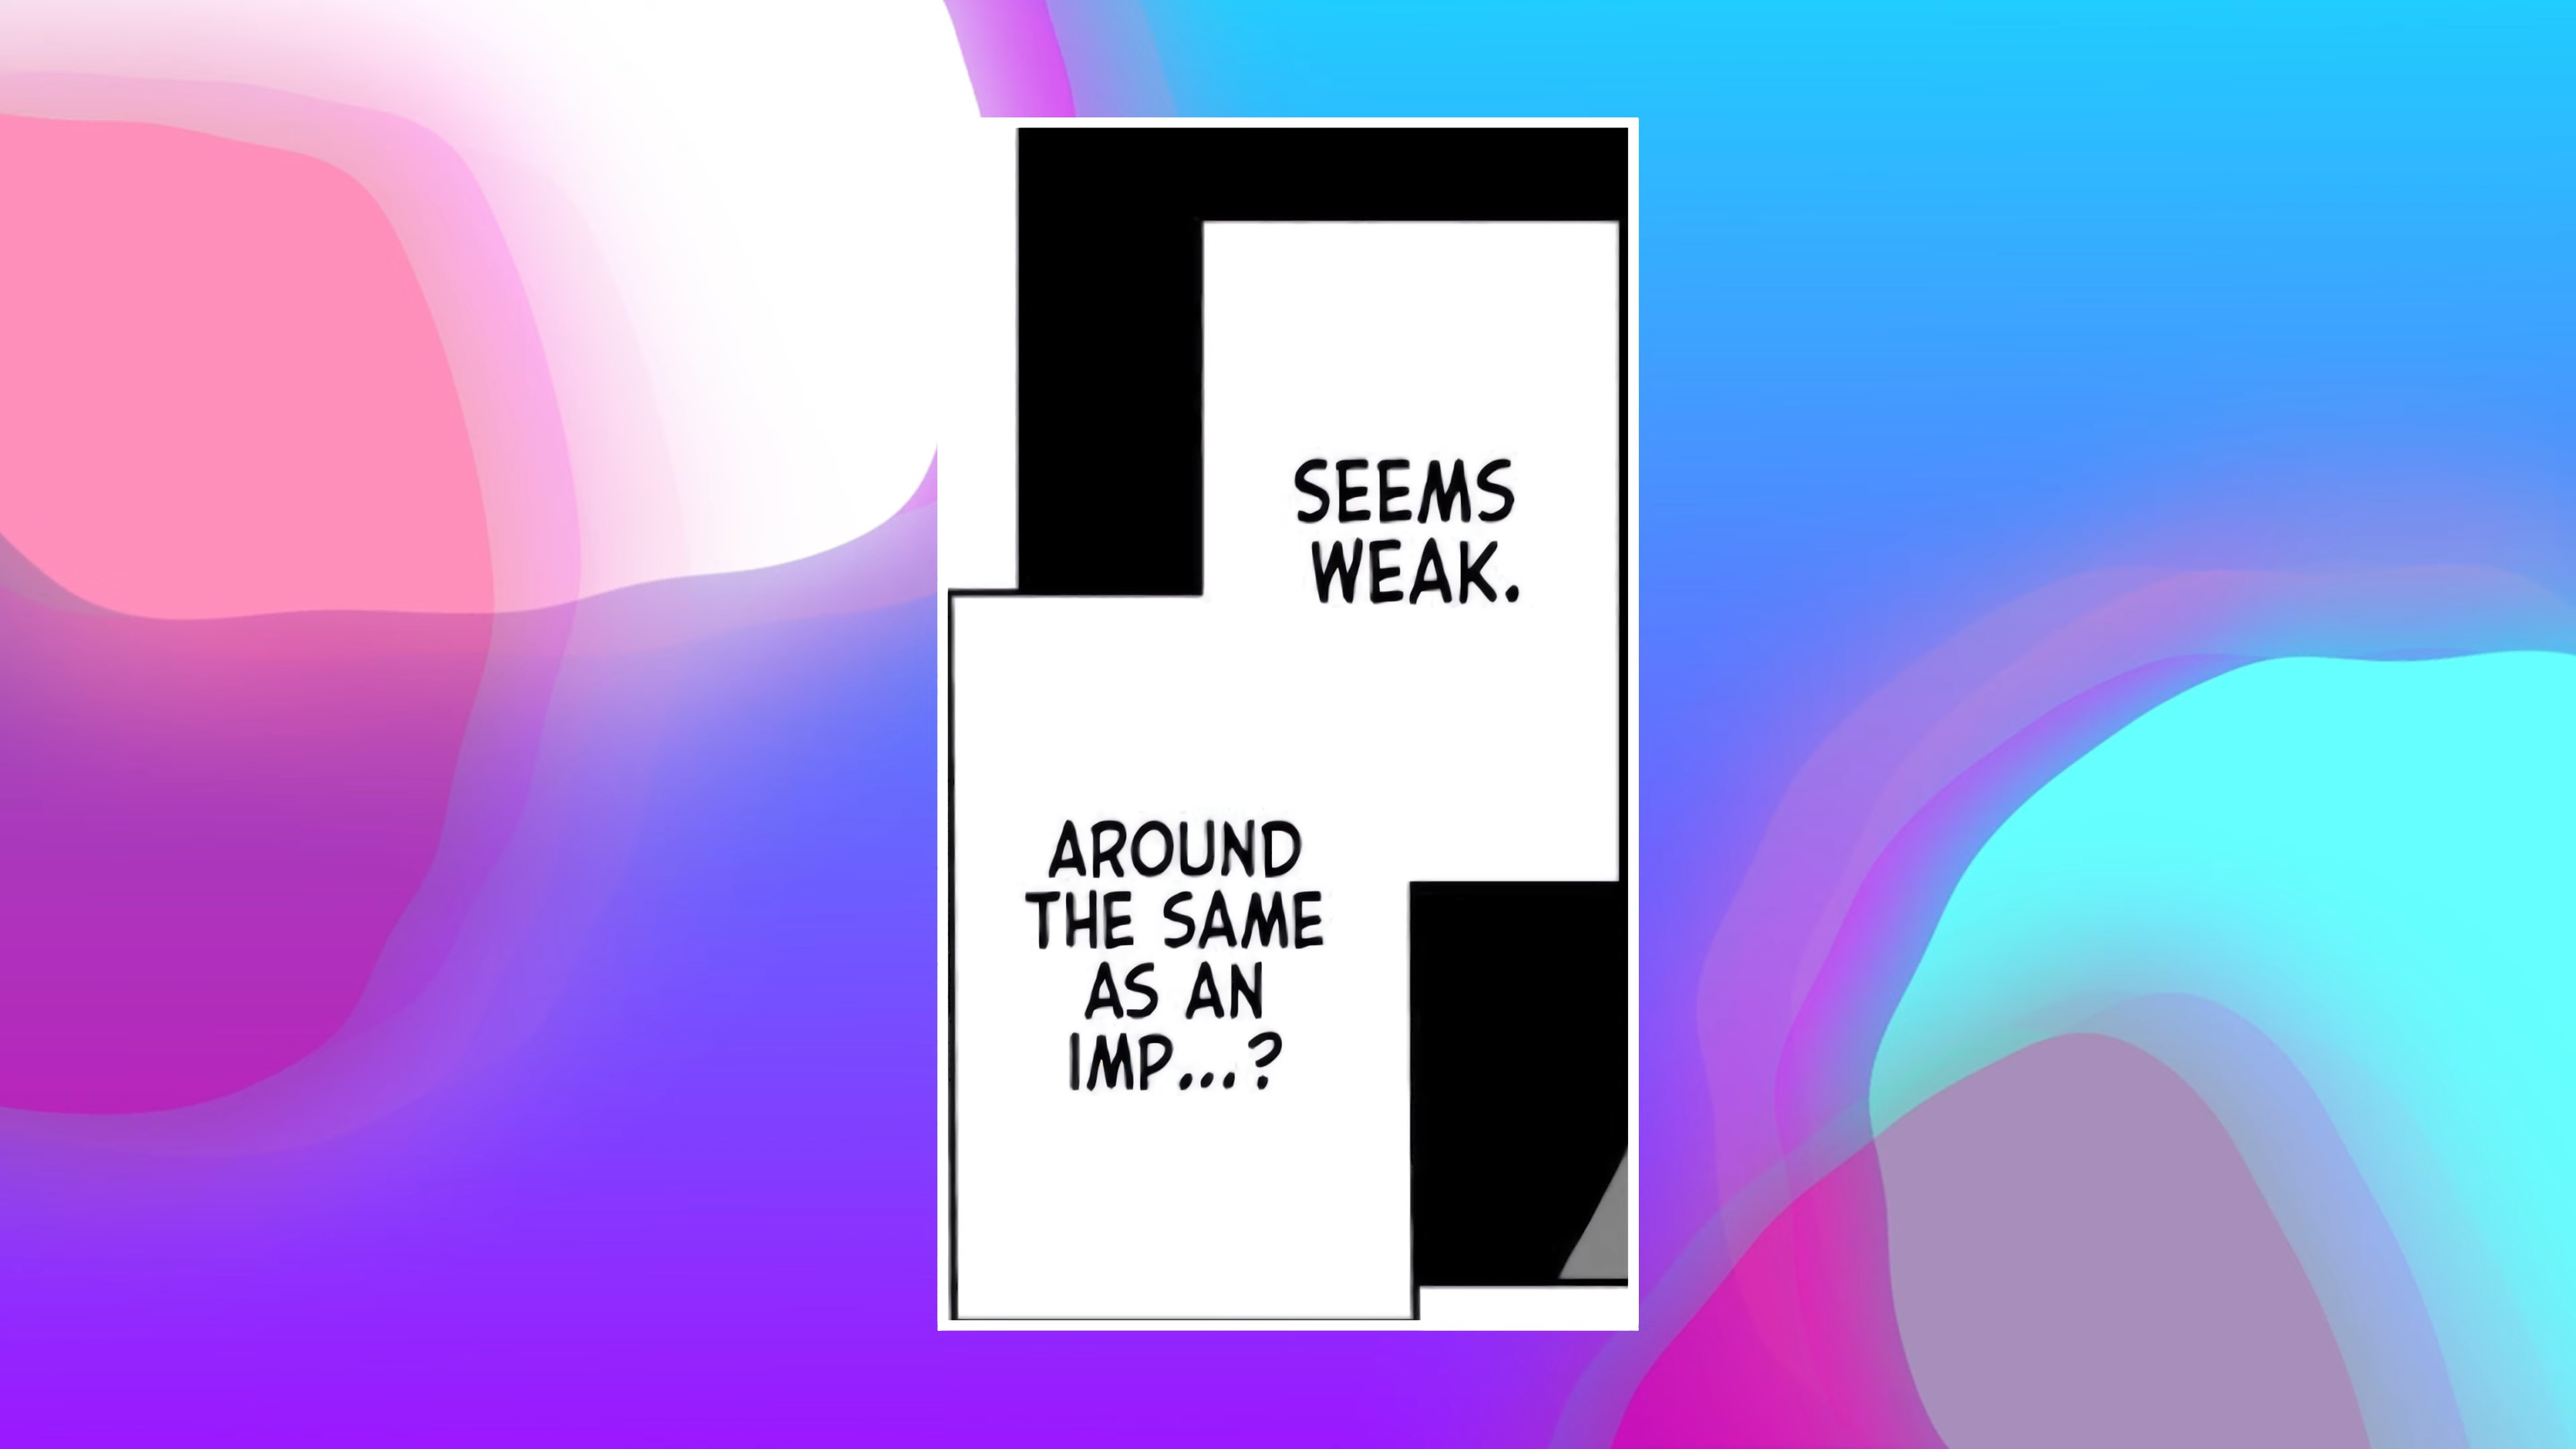 SEEMS
WEAK.
AROUND
THE SAME
AS AN
IMP...?